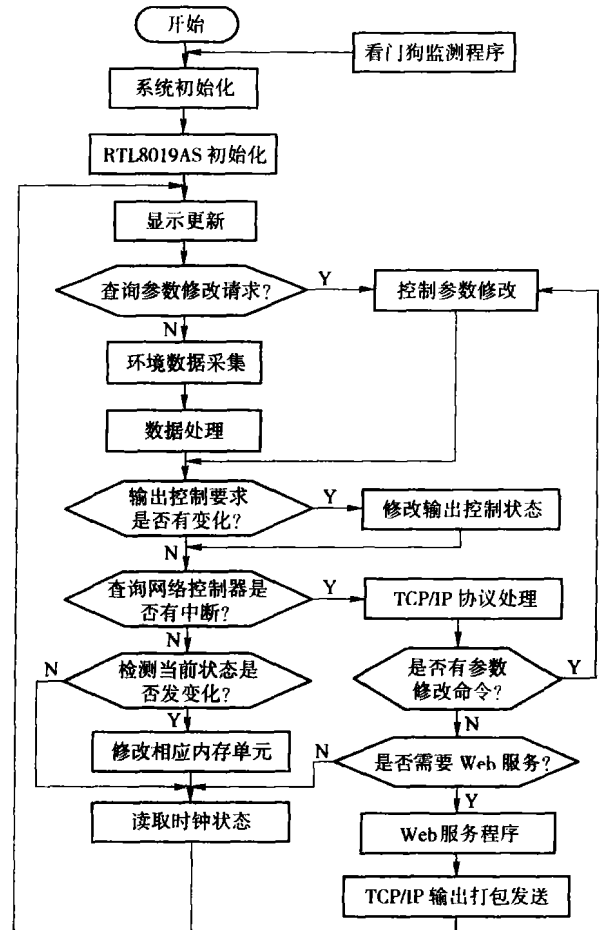 开始
看门狗监测程序
系统初始化
RTL8019AS 初始化
显示更新
查询参数修改请求?
Y
控制参数修改
N
环境数据采集
数据处理
输出控制要求
是否有变化?
Y
修改输出控制状态
N
查询网络控制器是
否有中断?
Y
TCP/IP 协议处理
N
检测当前状态是
否发变化?
N
是否有参数
修改命令?
Y
Y
N
修改相应内存单元
N
是否需要 Web 服务?
读取时钟状态
Y
Web 服务程序
TCP/IP 输出打包发送